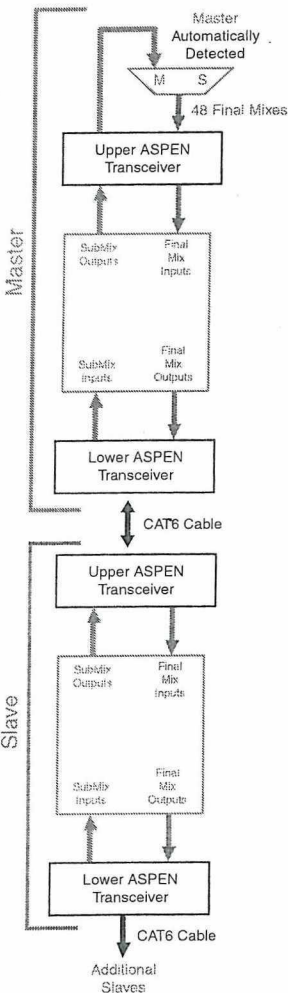 Master
Automatically
Detected
M S
48 Final Mixes
Upper ASPEN
Transceiver
SubMix
Outputs
Final
Mix
Inputs
Master
SubMix
Inputs
Final
Mix
Outputs
Lower ASPEN
Transceiver
CAT6 Cable
Upper ASPEN
Transceiver
SubMix
Outputs
Final
Mix
Inputs
Slave
SubMix
Inputs
Final
Mix
Outputs
Lower ASPEN
Transceiver
CAT6 Cable
Additional
Slaves